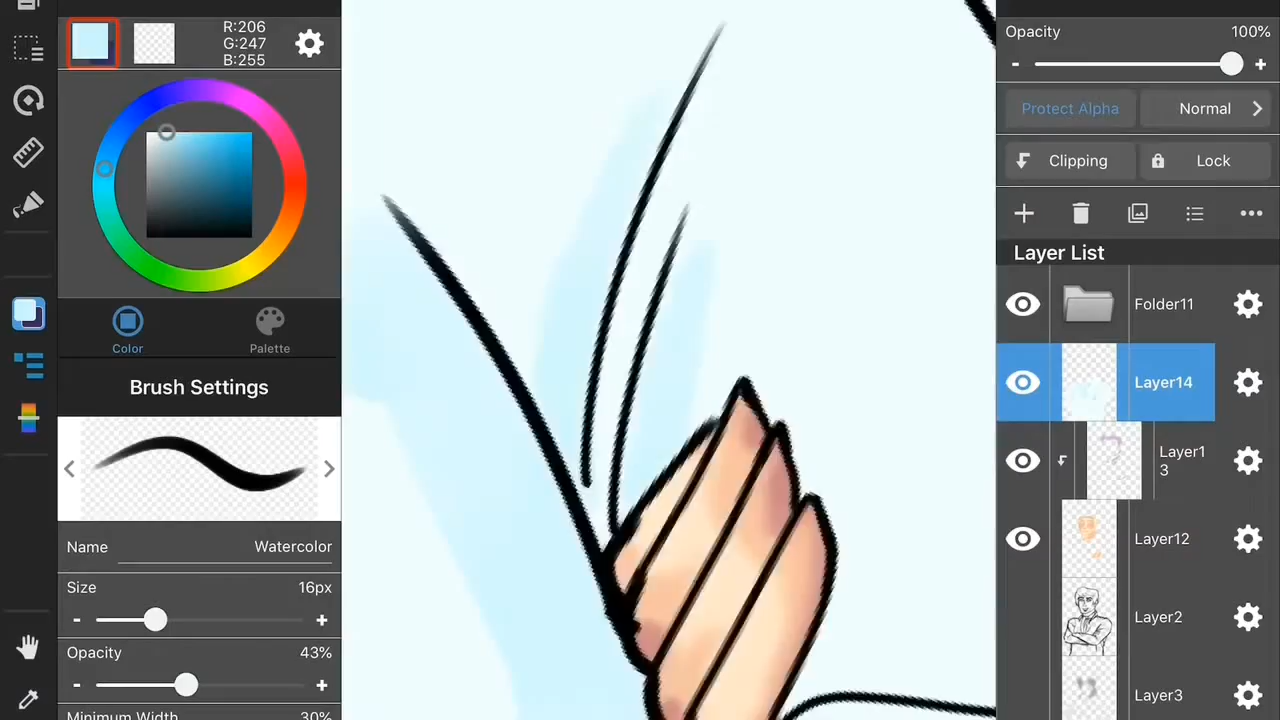 R:206
G:247
B:255
Color
Palette
Brush Settings
Name Watercolor
Size 16px
- +
Opacity 43%
- +
Minimum Width 30%
Opacity 100%
- +
Protect Alpha
Normal
Clipping
Lock
Layer List
Folder11
Layer14
Layer1
3
Layer12
Layer2
Layer3